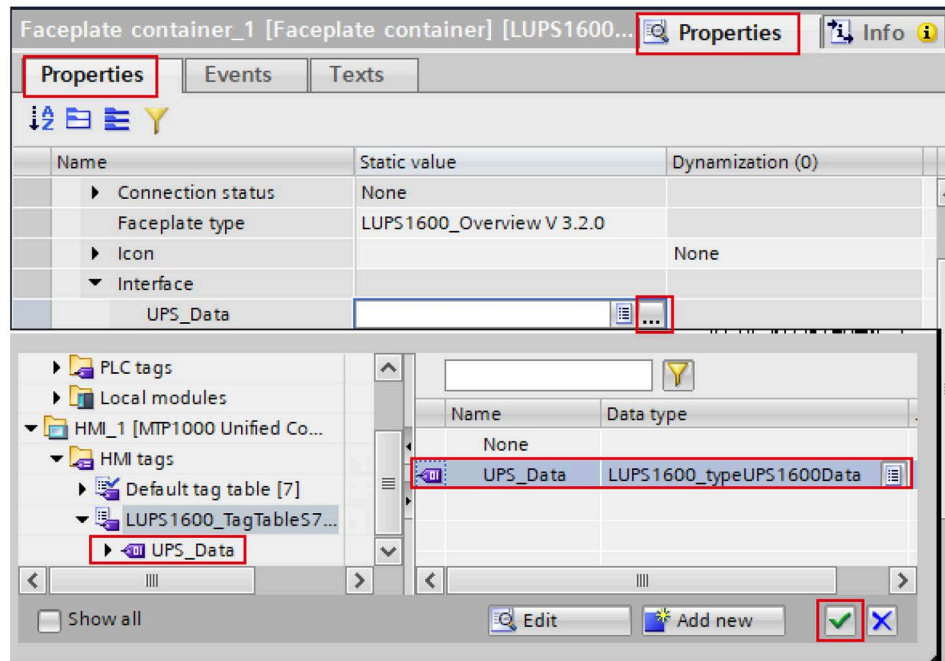 Faceplate container_1 [Faceplate container] [LUPS1600... Properties Info
Properties Events Texts
Name Static value Dynamization (0)
Connection status None
Faceplate type LUPS1600_Overview V 3.2.0
Icon None
Interface
UPS_Data ...
PLC tags
Local modules
HMI_1 [MTP1000 Unified Co...
HMI tags
Default tag table [7]
LUPS1600_TagTableS7...
UPS_Data
Name Data type
None
UPS_Data LUPS1600_typeUPS1600Data
Show all Edit Add new